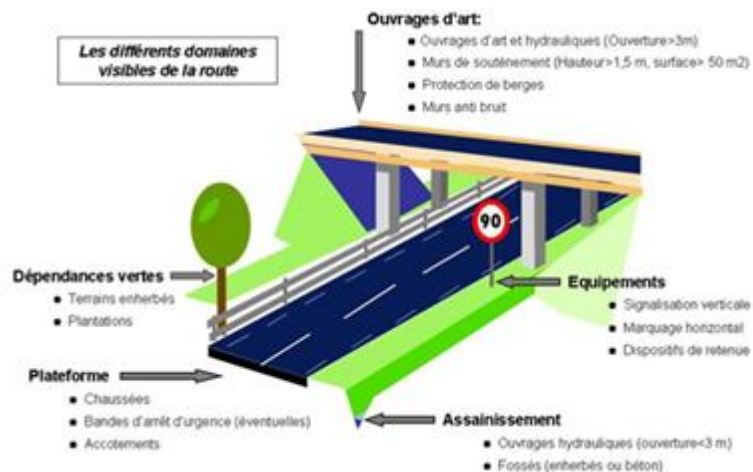 Les différents domaines
visibles de la route
Ouvrages d'art:
Ouvrages d'art et hydrauliques (Ouverture>3m)
Murs de soutènement (Hauteur>1,5 m, surface> 50 m2)
Protection de berges
Murs anti bruit
90
Dépendances vertes
Terrains enherbés
Plantations
Equipements
Signalisation verticale
Marquage horizontal
Dispositifs de retenue
Plateforme
Chaussées
Bandes d'arrêt d'urgence (éventuelles)
Accotements
Assainissement
Ouvrages hydrauliques (ouverture<3 m)
Fossés (enherbés ou béton)